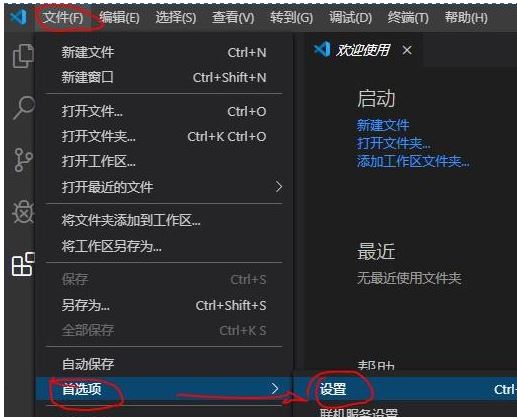 文件(F) 编辑(E) 选择(S) 查看(V) 转到(G) 调试(D) 终端(T) 帮助(H)
新建文件 Ctrl+N
新建窗口 Ctrl+Shift+N
打开文件... Ctrl+O
打开文件夹... Ctrl+K Ctrl+O
打开工作区...
打开最近的文件
将文件夹添加到工作区...
将工作区另存为...
保存 Ctrl+S
另存为... Ctrl+Shift+S
全部保存 Ctrl+K S
自动保存
首选项
设置 Ctrl
联机服务设置
欢迎使用
启动
新建文件
打开文件夹...
添加工作区文件夹...
最近
无最近使用文件夹
帮助